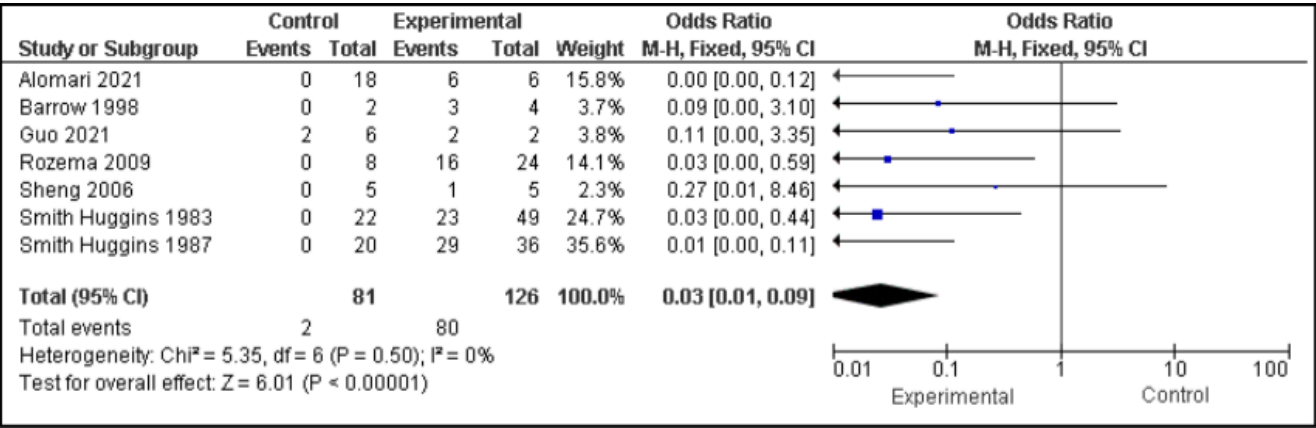 Control Experimental Odds Ratio Odds Ratio
Study or Subgroup Events Total Events Total Weight M-H, Fixed, 95% CI M-H, Fixed, 95% CI
Alomari 2021 0 18 6 6 15.8% 0.00 [0.00, 0.12]
Barrow 1998 0 2 3 4 3.7% 0.09 [0.00, 3.10]
Guo 2021 2 6 2 2 3.8% 0.11 [0.00, 3.35]
Rozema 2009 0 8 16 24 14.1% 0.03 [0.00, 0.59]
Sheng 2006 0 5 1 5 2.3% 0.27 [0.01, 8.46]
Smith Huggins 1983 0 22 23 49 24.7% 0.03 [0.00, 0.44]
Smith Huggins 1987 0 20 29 36 35.6% 0.01 [0.00, 0.11]
Total (95% CI) 81 126 100.0% 0.03 [0.01, 0.09]
Total events 2 80
Heterogeneity: Chi² = 5.35, df = 6 (P = 0.50); I² = 0%
Test for overall effect: Z = 6.01 (P < 0.00001)
0.01 0.1 1 10 100
Experimental Control